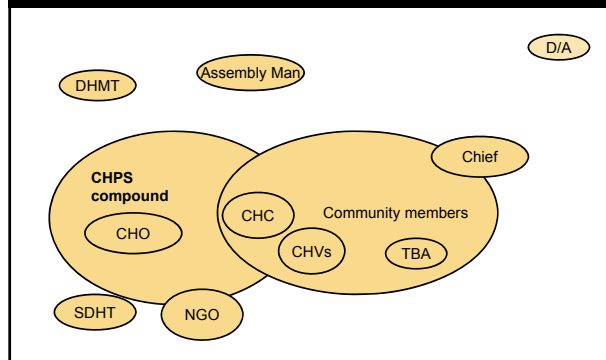 D/A
Assembly Man
DHMT
Chief
CHPS
compound
CHC
Community members
CHO
CHVs
TBA
SDHT
NGO